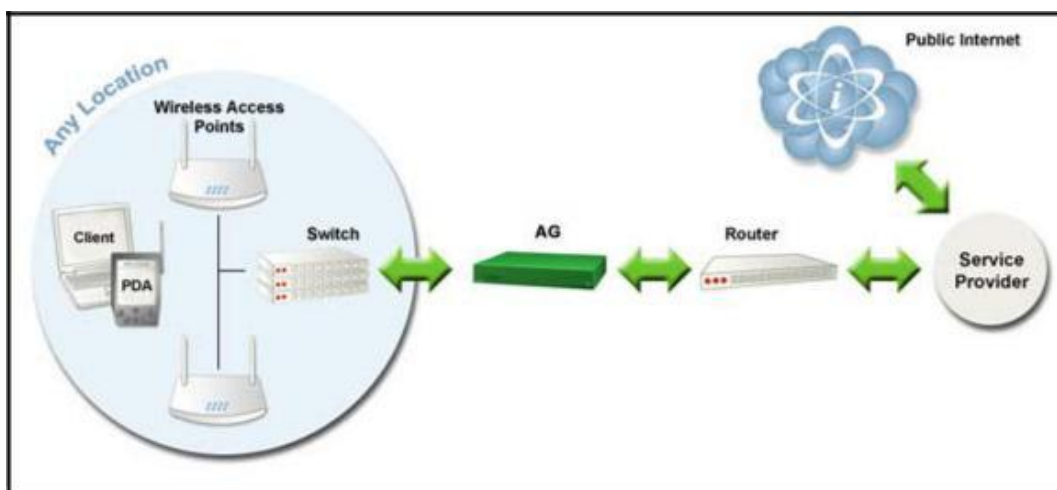 Any Location
Wireless Access
Points
Client
PDA
Switch
AG
Router
Service
Provider
Public Internet
i